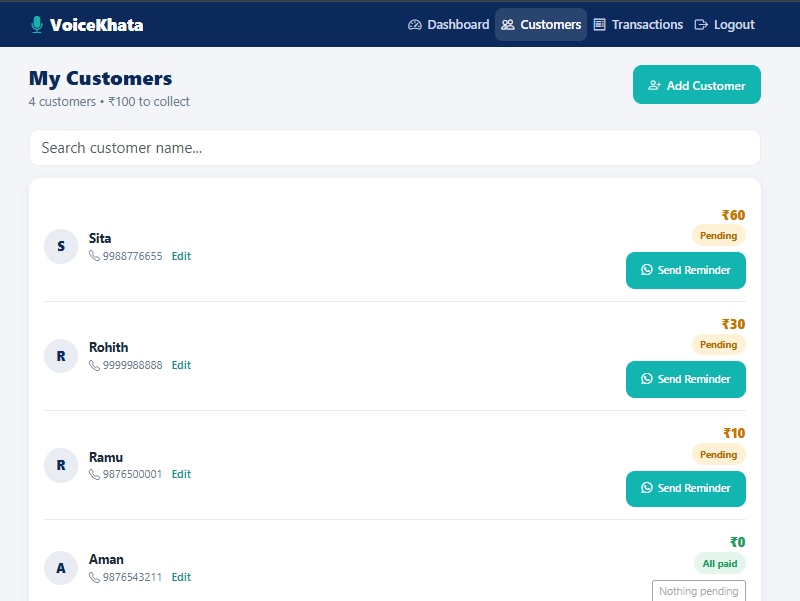 VoiceKhata Dashboard Customers Transactions Logout
My Customers
4 customers • ₹100 to collect
Add Customer
Search customer name...
₹60
S Sita Pending
9988776655 Edit
Send Reminder
₹30
R Rohith Pending
9999988888 Edit
Send Reminder
₹10
R Ramu Pending
9876500001 Edit
Send Reminder
₹0
A Aman All paid
9876543211 Edit
Nothing pending